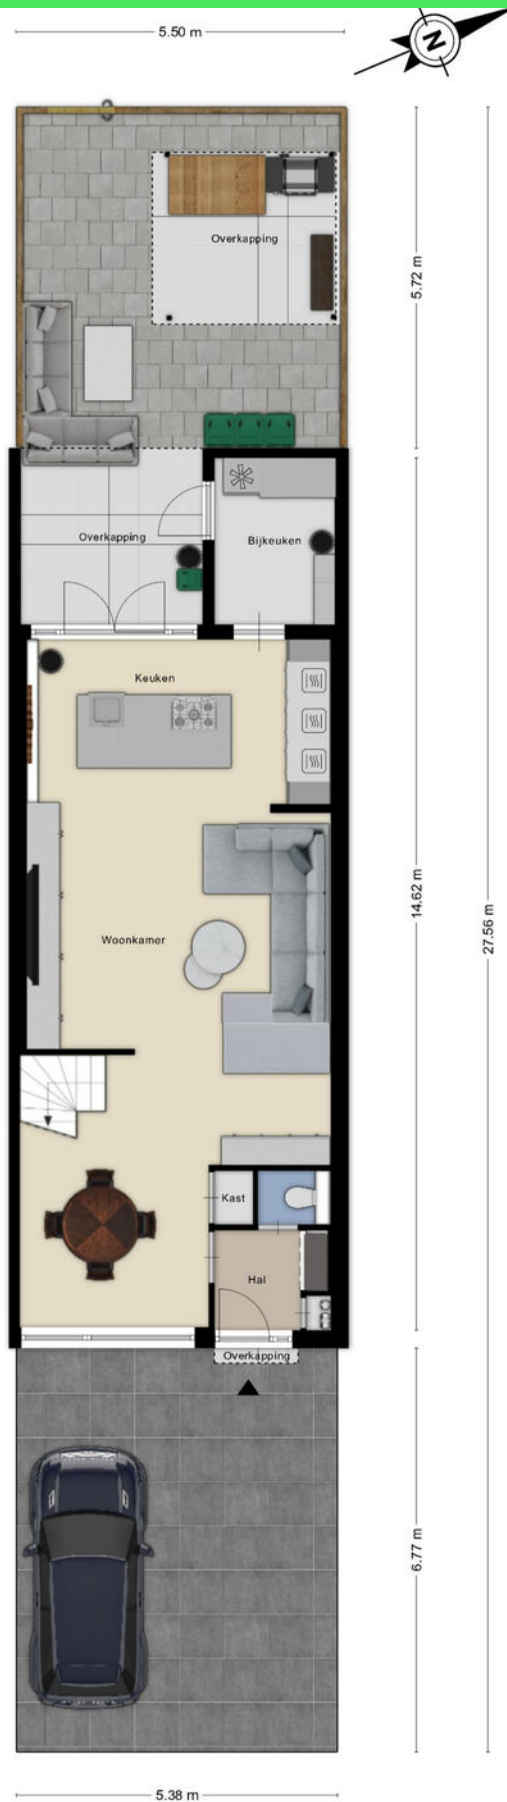 5.50 m
N
Overkapping
5.72 m
Overkapping
Bijkeuken
Keuken
14.62 m
27.56 m
Woonkamer
Kast
Hal
Overkapping
6.77 m
5.38 m